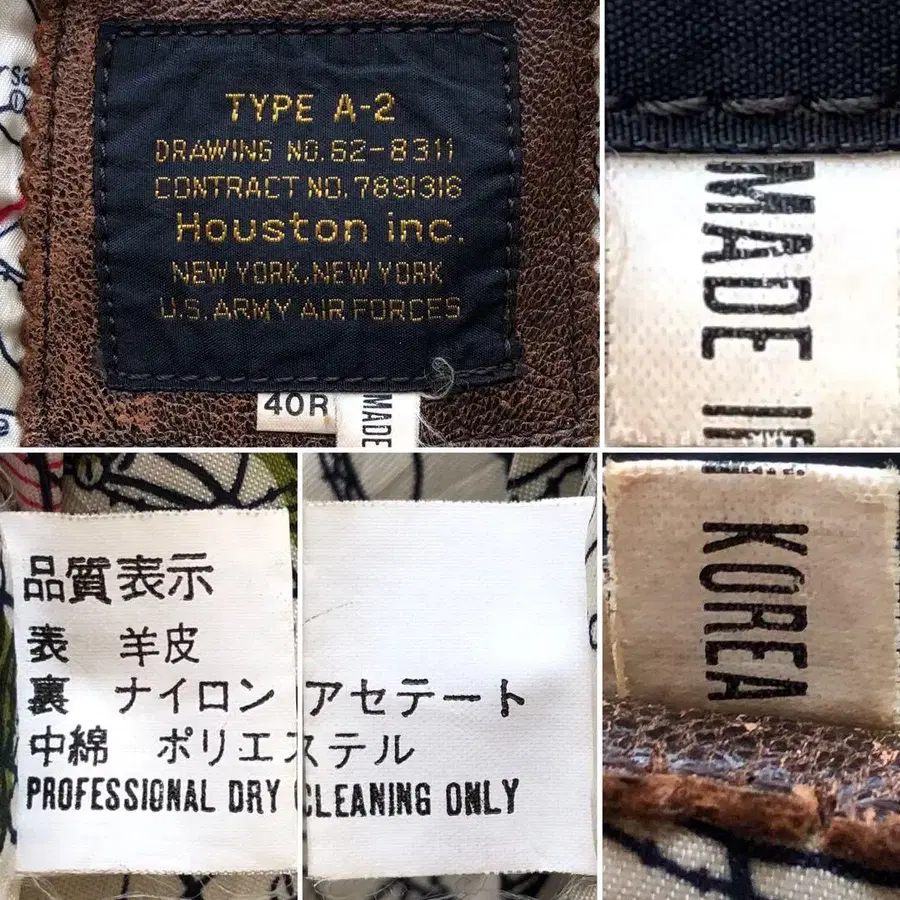 TYPE A-2
DRAWING NO.62-8311
CONTRACT NO.7891316
Houston inc.
NEW YORK.NEW YORK
U.S.ARMY AIR FORCES
40R
MADE
MADE
KOREA
品質表示
表 羊皮
裏 ナイロン アセテート
中綿 ポリエステル
PROFESSIONAL DRY CLEANING ONLY